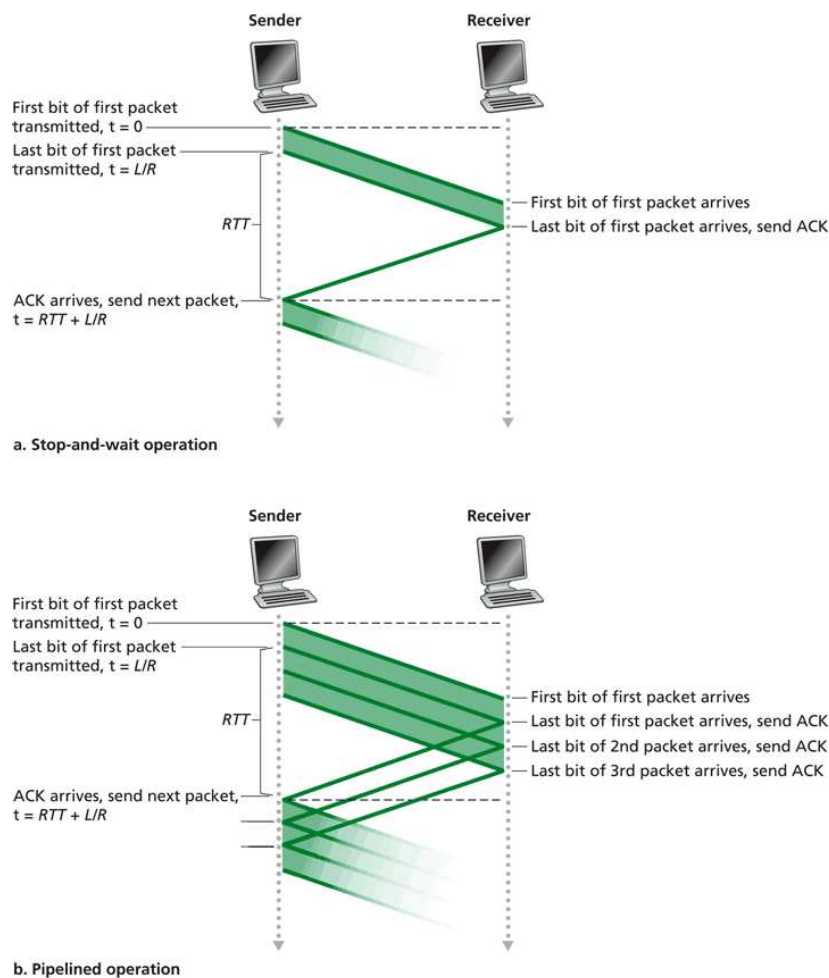 Sender
Receiver
First bit of first packet
transmitted, t = 0
Last bit of first packet
transmitted, t = L/R
RTT
First bit of first packet arrives
Last bit of first packet arrives, send ACK
ACK arrives, send next packet,
t = RTT + L/R
a. Stop-and-wait operation
Sender
Receiver
First bit of first packet
transmitted, t = 0
Last bit of first packet
transmitted, t = L/R
RTT
First bit of first packet arrives
Last bit of first packet arrives, send ACK
Last bit of 2nd packet arrives, send ACK
Last bit of 3rd packet arrives, send ACK
ACK arrives, send next packet,
t = RTT + L/R
b. Pipelined operation